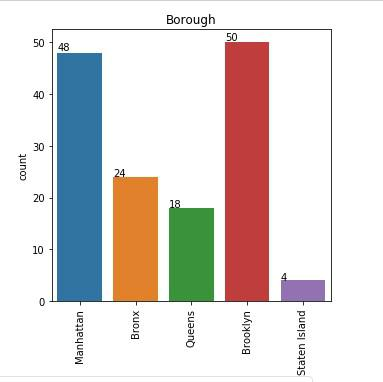 Borough
50
40
30
20
10
0
count
48
24
18
50
4
Manhattan
Bronx
Queens
Brooklyn
Staten Island